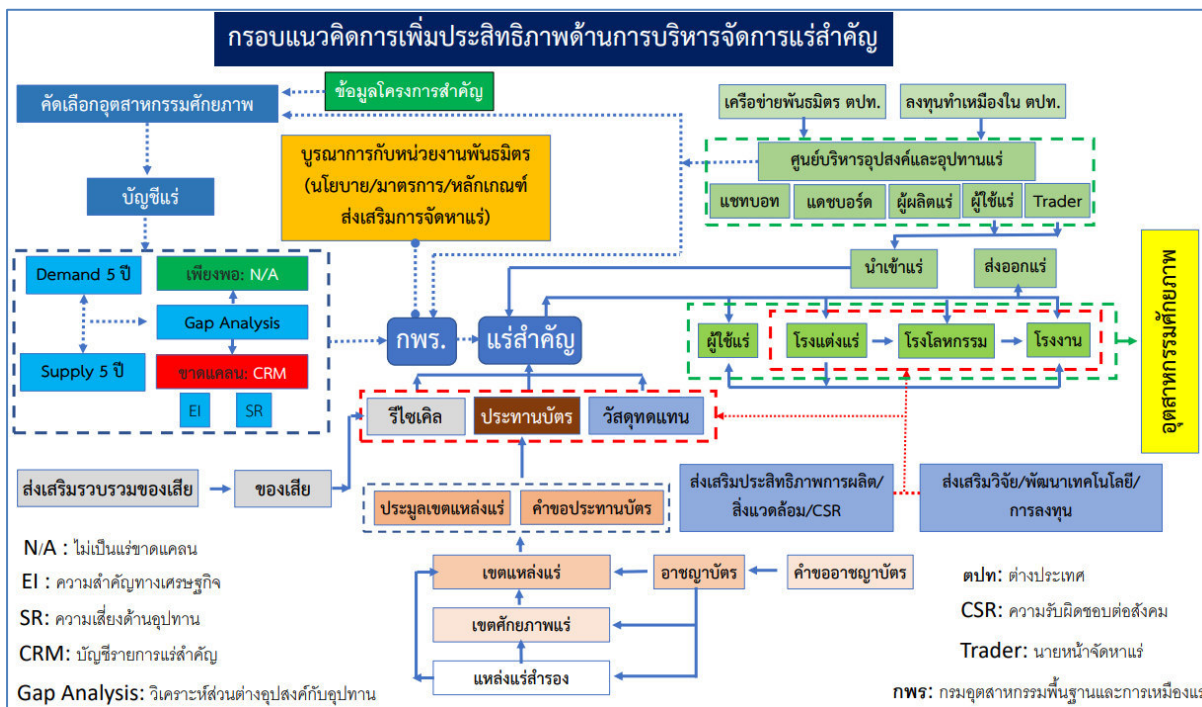 กรอบแนวคิดการเพิ่มประสิทธิภาพด้านการบริหารจัดการแร่สำคัญ
คัดเลือกอุตสาหกรรมศักยภาพ
ข้อมูลโครงการสำคัญ
เครือข่ายพันธมิตร ตปท.
ลงทุนทำเหมืองใน ตปท.
บูรณาการกับหน่วยงานพันธมิตร
(นโยบาย/มาตรการ/หลักเกณฑ์
ส่งเสริมการจัดหาแร่)
ศูนย์บริหารอุปสงค์และอุปทานแร่
บัญชีแร่
แชทบอท
แดชบอร์ด
ผู้ผลิตแร่
ผู้ใช้แร่
Trader
Demand 5 ปี
เพียงพอ: N/A
นำเข้าแร่
ส่งออกแร่
Gap Analysis
กพร.
แร่สำคัญ
ผู้ใช้แร่
โรงแต่งแร่
โรงโลหกรรม
โรงงาน
อุตสาหกรรมศักยภาพ
Supply 5 ปี
ขาดแคลน: CRM
EI
SR
รีไซเคิล
ประทานบัตร
วัสดุทดแทน
ส่งเสริมรวบรวมของเสีย
ของเสีย
ส่งเสริมประสิทธิภาพการผลิต/
สิ่งแวดล้อม/CSR
ส่งเสริมวิจัย/พัฒนาเทคโนโลยี/
การลงทุน
ประมูลเขตแหล่งแร่
คำขอประทานบัตร
เขตแหล่งแร่
อาชญาบัตร
คำขออาชญาบัตร
เขตศักยภาพแร่
แหล่งแร่สำรอง
N/A : ไม่เป็นแร่ขาดแคลน
EI : ความสำคัญทางเศรษฐกิจ
SR: ความเสี่ยงด้านอุปทาน
CRM: บัญชีรายการแร่สำคัญ
Gap Analysis: วิเคราะห์ส่วนต่างอุปสงค์กับอุปทาน
ตปท: ต่างประเทศ
CSR: ความรับผิดชอบต่อสังคม
Trader: นายหน้าจัดหาแร่
กพร: กรมอุตสาหกรรมพื้นฐานและการเหมืองแร่